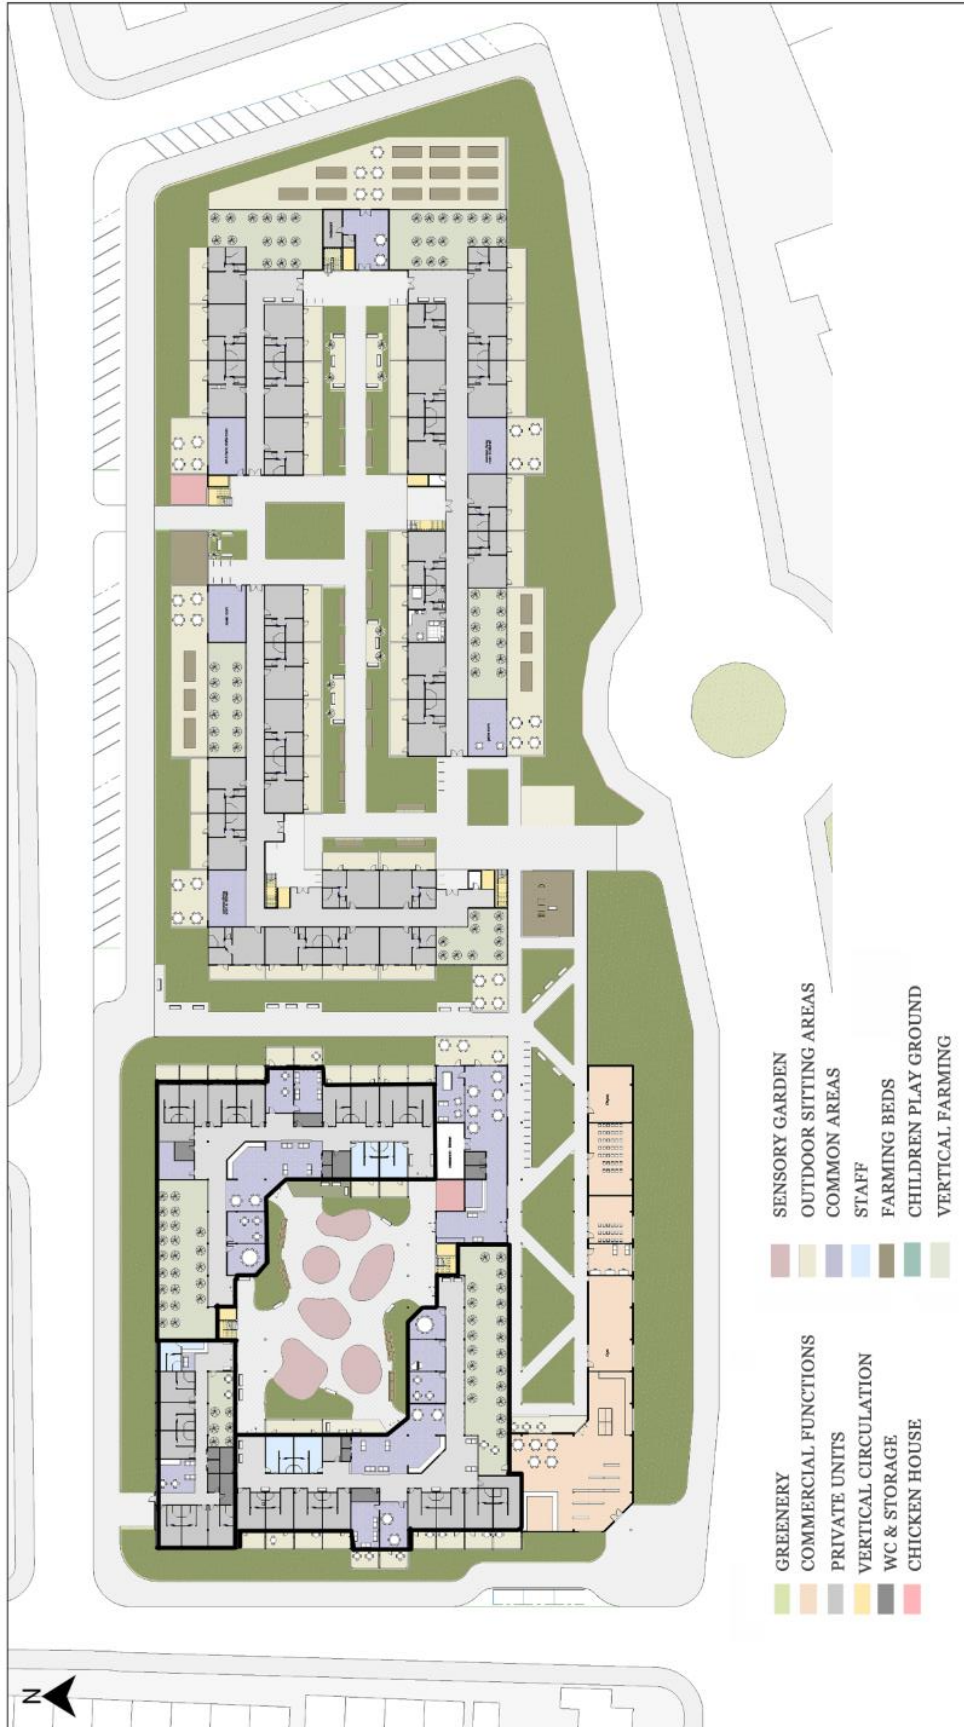 N
GREENERY
COMMERCIAL FUNCTIONS
PRIVATE UNITS
VERTICAL CIRCULATION
WC & STORAGE
CHICKEN HOUSE
SENSORY GARDEN
OUTDOOR SITTING AREAS
COMMON AREAS
STAFF
FARMING BEDS
CHILDREN PLAY GROUND
VERTICAL FARMING
Gym